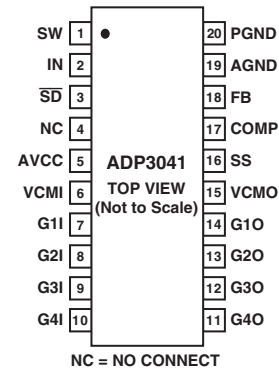 SW 1 20 PGND
IN 2 19 AGND
SD 3 18 FB
NC 4 17 COMP
AVCC 5 ADP3041 16 SS
VCMI 6 TOP VIEW 15 VCMO
(Not to Scale)
G1I 7 14 G1O
G2I 8 13 G2O
G3I 9 12 G3O
G4I 10 11 G4O
NC = NO CONNECT